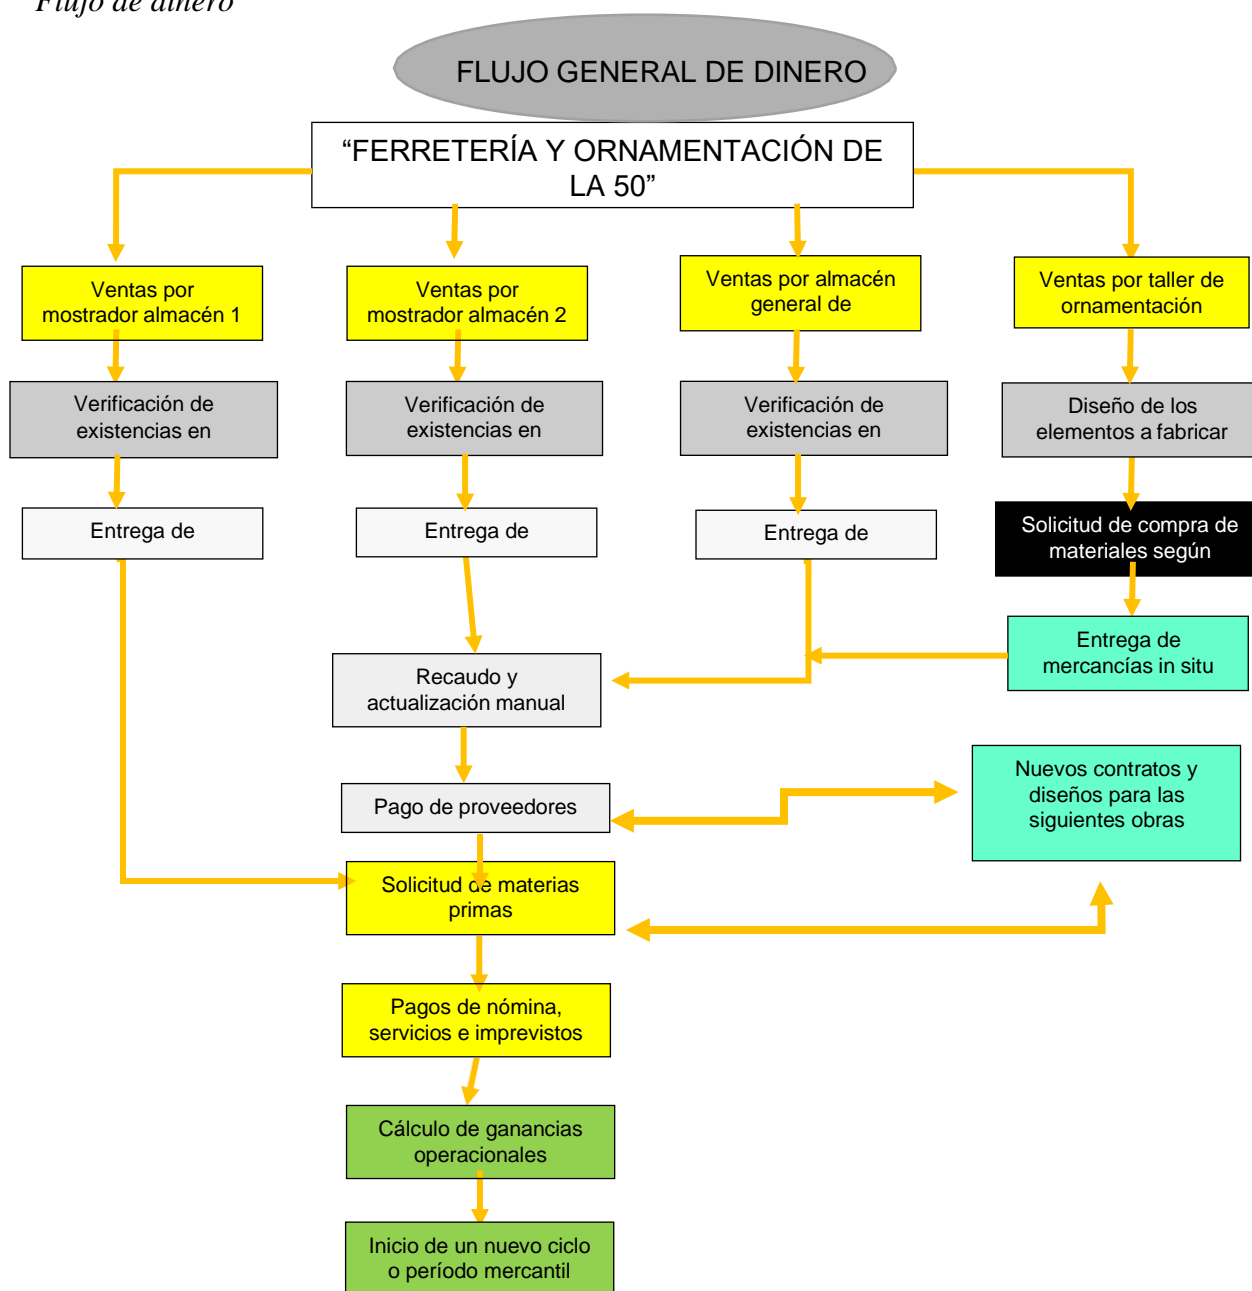 Flujo de dinero
FLUJO GENERAL DE DINERO
“FERRETERÍA Y ORNAMENTACIÓN DE
LA 50”
Ventas por
mostrador almacén 1
Ventas por
mostrador almacén 2
Ventas por almacén
general de
Ventas por taller de
ornamentación
Verificación de
existencias en
Verificación de
existencias en
Verificación de
existencias en
Diseño de los
elementos a fabricar
Entrega de
Entrega de
Entrega de
Solicitud de compra de
materiales según
Entrega de
mercancías in situ
Recaudo y
actualización manual
Nuevos contratos y
diseños para las
siguientes obras
Pago de proveedores
Solicitud de materias
primas
Pagos de nómina,
servicios e imprevistos
Cálculo de ganancias
operacionales
Inicio de un nuevo ciclo
o período mercantil